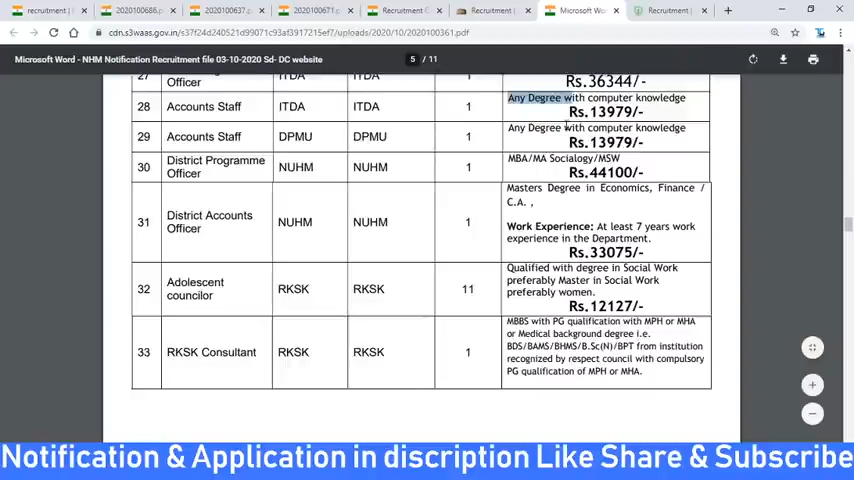 recruitment |
2020100686.p
2020100637.p
2020100671.p
Recruitment C
Recruitment |
Microsoft Wor
Recruitment |
cdn.s3waas.gov.in/s37f24d240521d99071c93af3917215ef7/uploads/2020/10/2020100361.pdf
Microsoft Word - NHM Notification Recruitment file 03-10-2020 Sd- DC website
5 / 11
27 Officer ITDA ITDA 1 Rs.36344/-
28 Accounts Staff ITDA ITDA 1 Any Degree with computer knowledge
Rs.13979/-
29 Accounts Staff DPMU DPMU 1 Any Degree with computer knowledge
Rs.13979/-
30 District Programme Officer NUHM NUHM 1 MBA/MA Socialogy/MSW
Rs.44100/-
31 District Accounts Officer NUHM NUHM 1 Masters Degree in Economics, Finance /
C.A. ,
Work Experience: At least 7 years work
experience in the Department.
Rs.33075/-
32 Adolescent councilor RKSK RKSK 11 Qualified with degree in Social Work
preferably Master in Social Work
preferably women.
Rs.12127/-
33 RKSK Consultant RKSK RKSK 1 MBBS with PG qualification with MPH or MHA
or Medical background degree i.e.
BDS/BAMS/BHMS/B.Sc(N)/BPT from institution
recognized by respect council with compulsory
PG qualification of MPH or MHA.
Notification & Application in discription Like Share & Subscribe